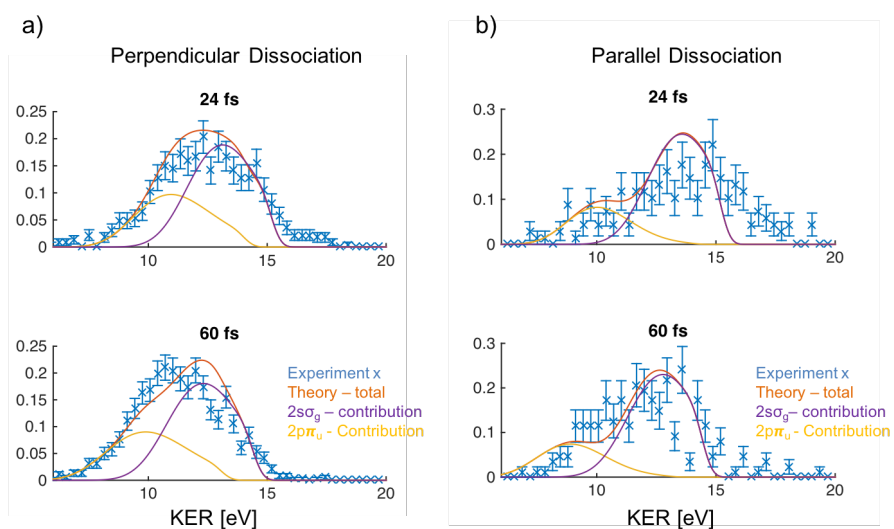 a)
Perpendicular Dissociation
24 fs
0.25
0.2
0.15
0.1
0.05
0
10
15
20
60 fs
0.25
0.2
0.15
0.1
0.05
0
Experiment x
Theory – total
2sσg – contribution
2pπu - Contribution
10
15
20
KER [eV]
b)
Parallel Dissociation
24 fs
0.3
0.2
0.1
0
10
15
20
60 fs
0.3
0.2
0.1
0
Experiment x
Theory – total
2sσg– contribution
2pπu - Contribution
10
15
20
KER [eV]